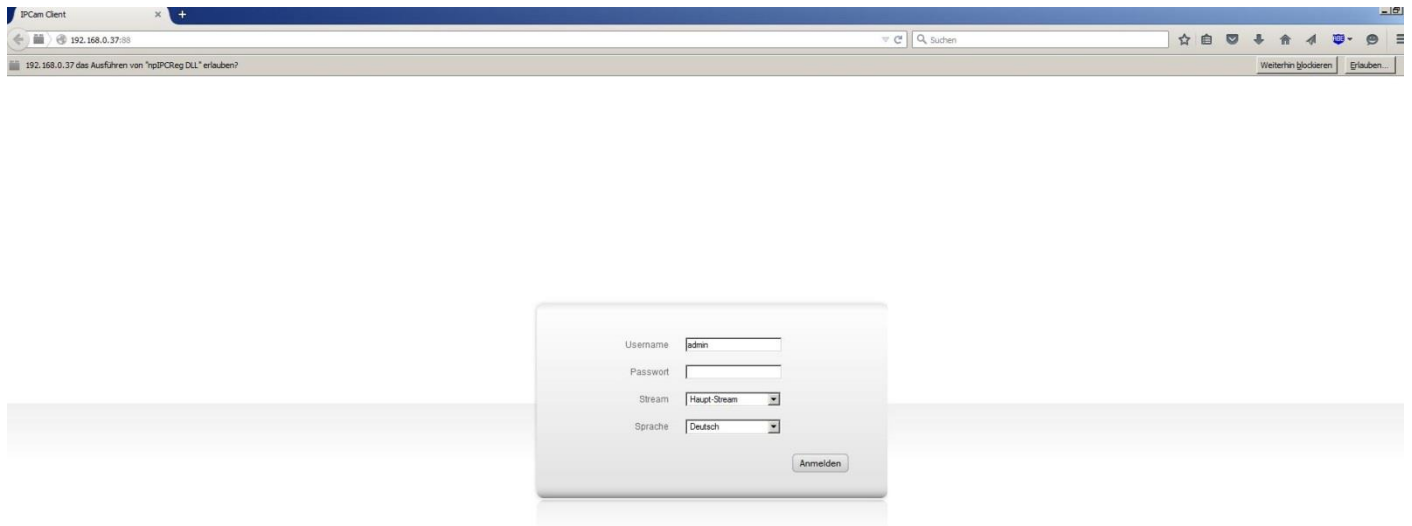 IPCam Client
192.168.0.37:88
Suchen
192.168.0.37 das Ausführen von "npIPCReg DLL" erlauben?
Weiterhin blockieren
Erlauben...
Username admin
Passwort
Stream Haupt-Stream
Sprache Deutsch
Anmelden